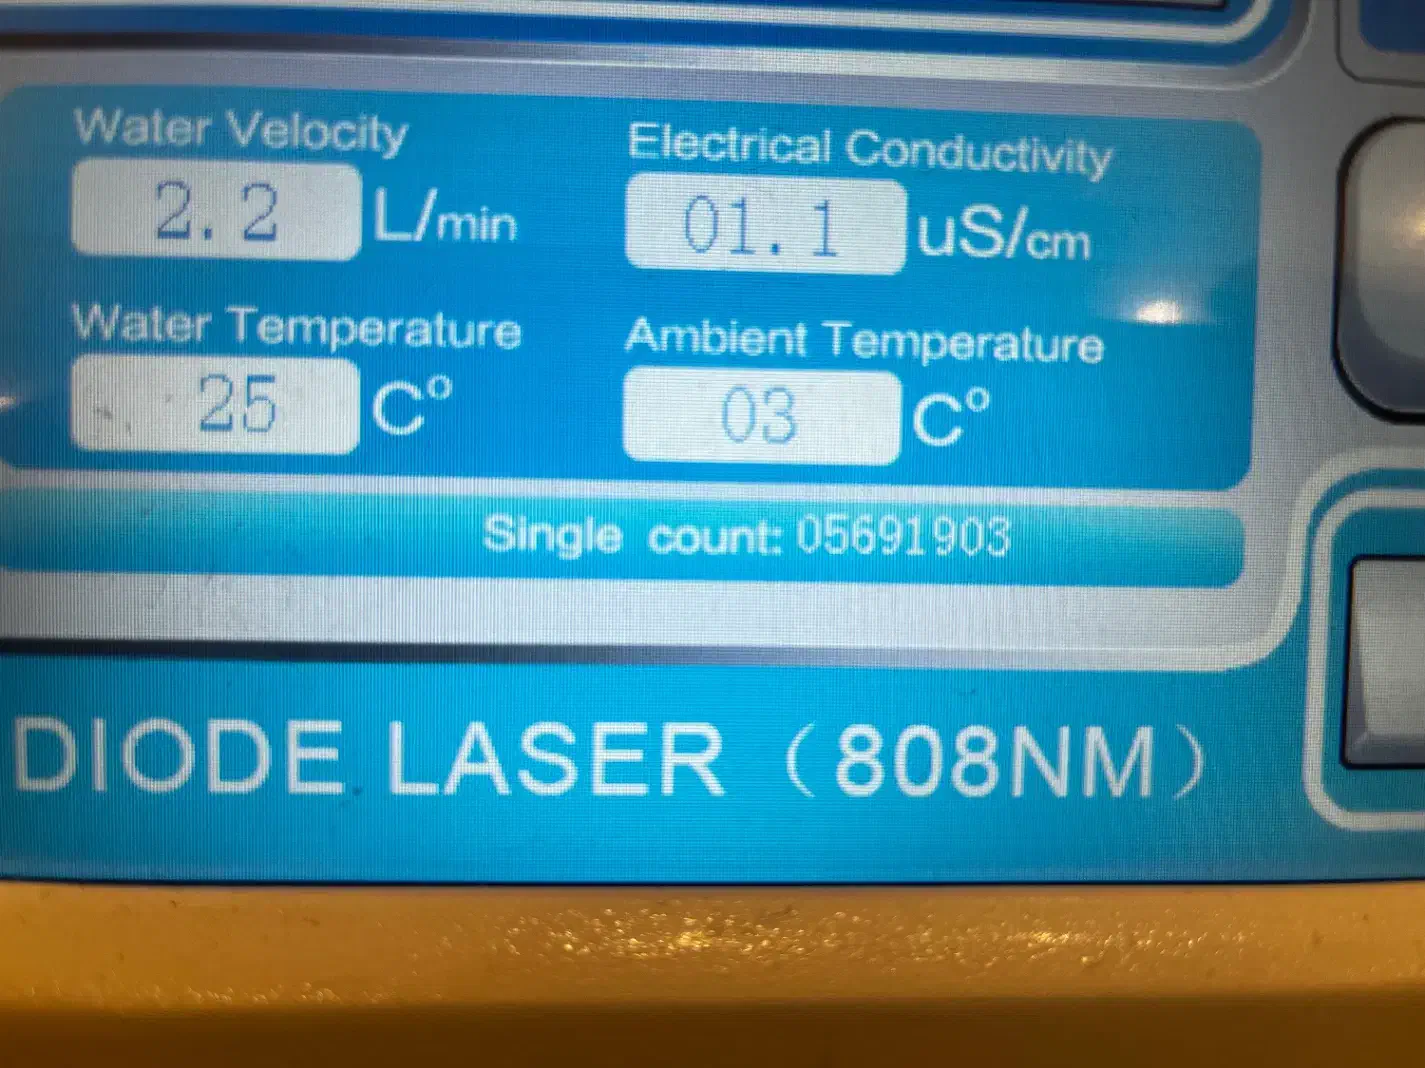 Water Velocity
2.2 L/min
Electrical Conductivity
01.1 uS/cm
Water Temperature
25 C°
Ambient Temperature
03 C°
Single count: 05691903
DIODE LASER（808NM）